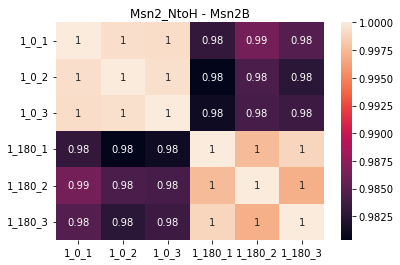 Msn2_NtoH - Msn2B
1_0_1 1 1 1 0.98 0.99 0.98
1_0_2 1 1 1 0.98 0.98 0.98
1_0_3 1 1 1 0.98 0.98 0.98
1_180_1 0.98 0.98 0.98 1 1 1
1_180_2 0.99 0.98 0.98 1 1 1
1_180_3 0.98 0.98 0.98 1 1 1
1_0_1 1_0_2 1_0_3 1_180_1 1_180_2 1_180_3
1.0000
0.9975
0.9950
0.9925
0.9900
0.9875
0.9850
0.9825